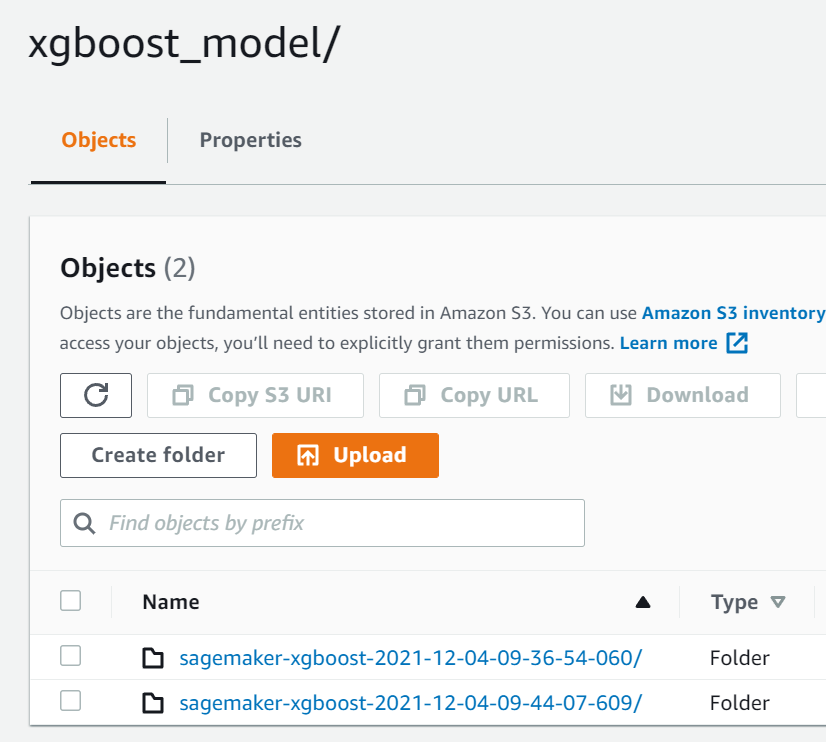 xgboost_model/
Objects Properties
Objects (2)
Objects are the fundamental entities stored in Amazon S3. You can use Amazon S3 inventory
access your objects, you’ll need to explicitly grant them permissions. Learn more
Copy S3 URI Copy URL Download
Create folder Upload
Find objects by prefix
Name Type
sagemaker-xgboost-2021-12-04-09-36-54-060/ Folder
sagemaker-xgboost-2021-12-04-09-44-07-609/ Folder